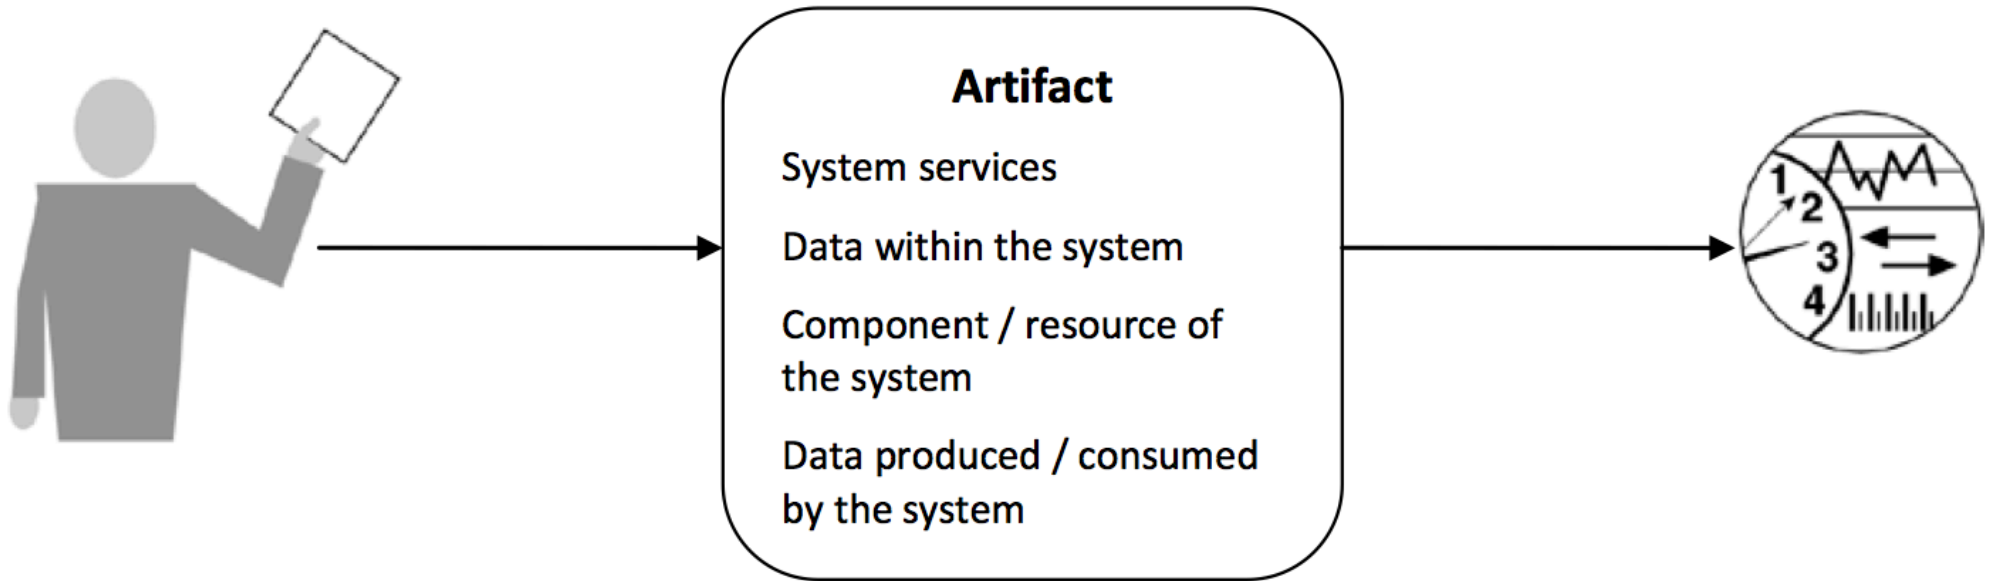 Artifact
System services
Data within the system
Component / resource of
the system
Data produced / consumed
by the system
1
2
3
4